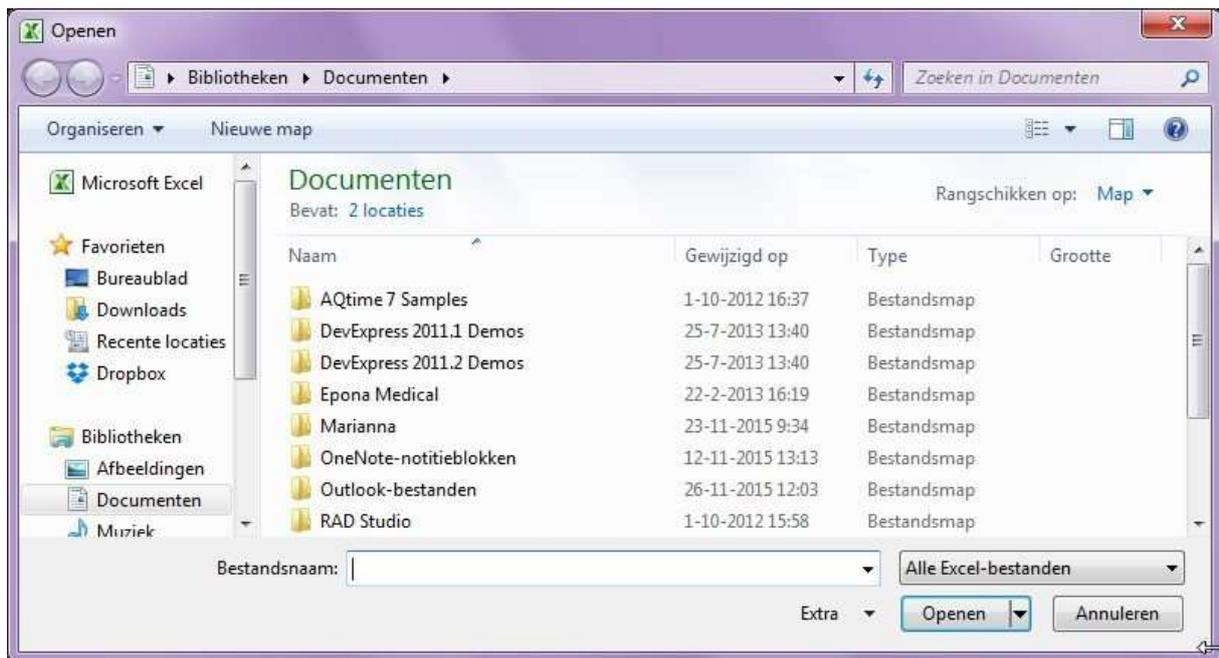 Openen
Bibliotheken Documenten Zoeken in Documenten
Organiseren Nieuwe map
Microsoft Excel
Favorieten
Bureaublad
Downloads
Recente locaties
Dropbox
Bibliotheken
Afbeeldingen
Documenten
Muziek
Documenten
Bevat: 2 locaties
Rangschikken op: Map
Naam Gewijzigd op Type Grootte
AQtime 7 Samples 1-10-2012 16:37 Bestandsmap
DevExpress 2011.1 Demos 25-7-2013 13:40 Bestandsmap
DevExpress 2011.2 Demos 25-7-2013 13:40 Bestandsmap
Epona Medical 22-2-2013 16:19 Bestandsmap
Marianna 23-11-2015 9:34 Bestandsmap
OneNote-notitieblokken 12-11-2015 13:13 Bestandsmap
Outlook-bestanden 26-11-2015 12:03 Bestandsmap
RAD Studio 1-10-2012 15:58 Bestandsmap
Bestandsnaam: Alle Excel-bestanden
Extra Openen Annuleren